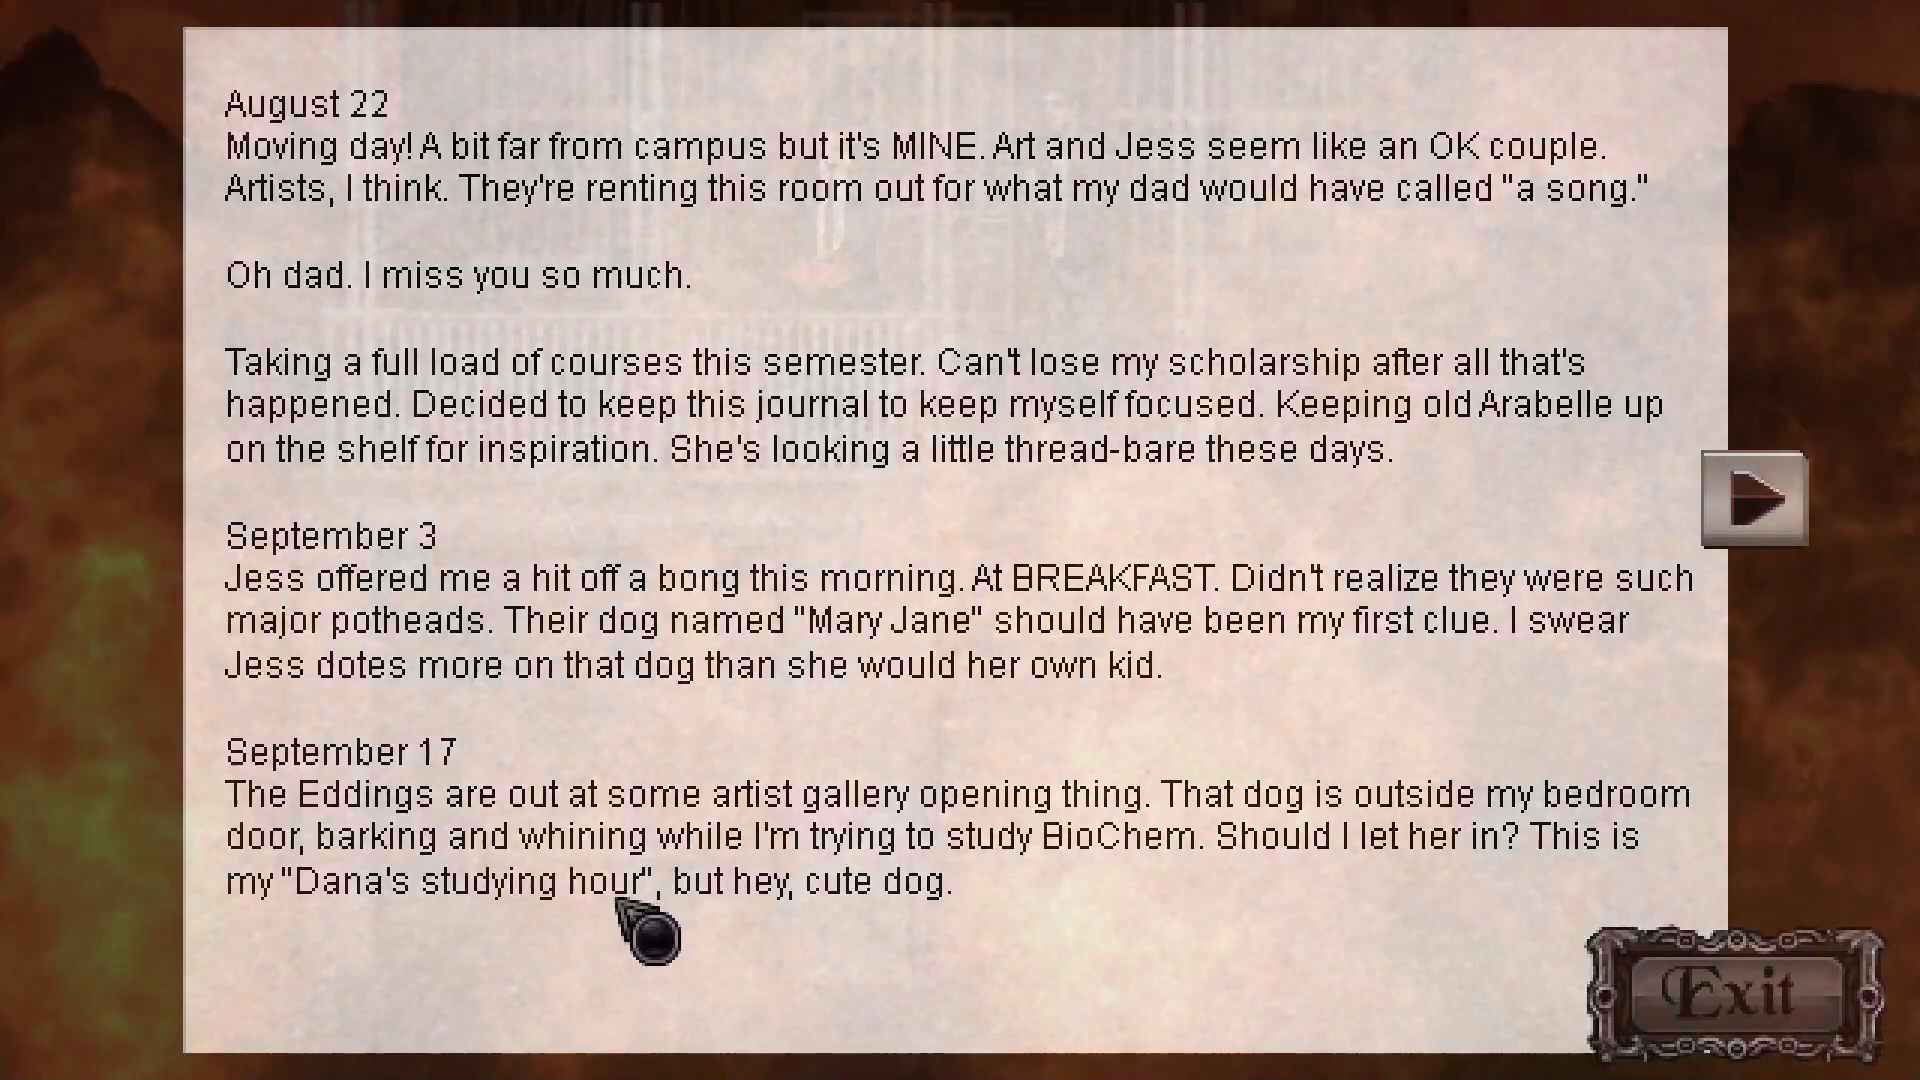 August 22
Moving day! A bit far from campus but it's MINE. Art and Jess seem like an OK couple.
Artists, I think. They're renting this room out for what my dad would have called "a song."
Oh dad. I miss you so much.
Taking a full load of courses this semester. Can't lose my scholarship after all that's
happened. Decided to keep this journal to keep myself focused. Keeping old Arabelle up
on the shelf for inspiration. She's looking a little thread-bare these days.
September 3
Jess offered me a hit off a bong this morning. At BREAKFAST. Didn't realize they were such
major potheads. Their dog named "Mary Jane" should have been my first clue. I swear
Jess dotes more on that dog than she would her own kid.
September 17
The Eddings are out at some artist gallery opening thing. That dog is outside my bedroom
door, barking and whining while I'm trying to study BioChem. Should I let her in? This is
my "Dana's studying hour", but hey, cute dog.
Exit